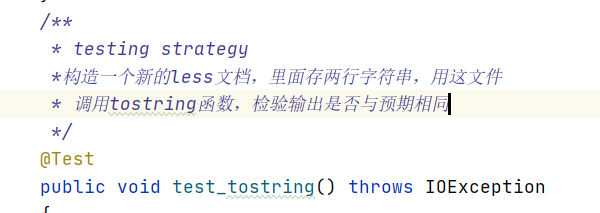 /**
* testing strategy
*构造一个新的less文档，里面存两行字符串，用这文件
* 调用tostring函数，检验输出是否与预期相同
*/
@Test
public void test_tostring() throws IOException
{